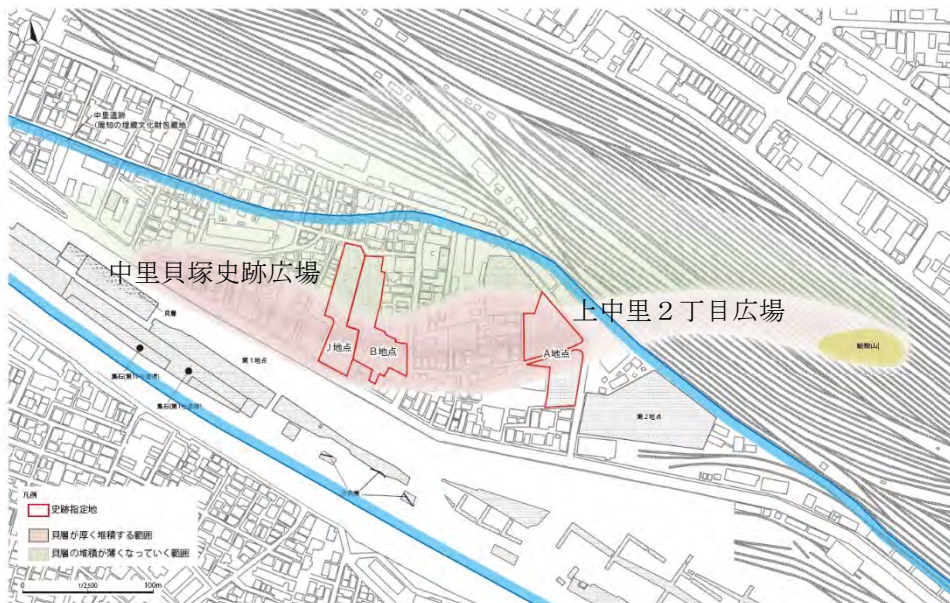 中里遺跡
(周知の埋蔵文化財包蔵地)
中里貝塚史跡広場
上中里２丁目広場
貝層
J地点
B地点
A地点
第1地点
第2地点
凡例
史跡指定地
貝層が厚く堆積する範囲
貝層の堆積が薄くなっていく範囲
0
1/2,500
100m